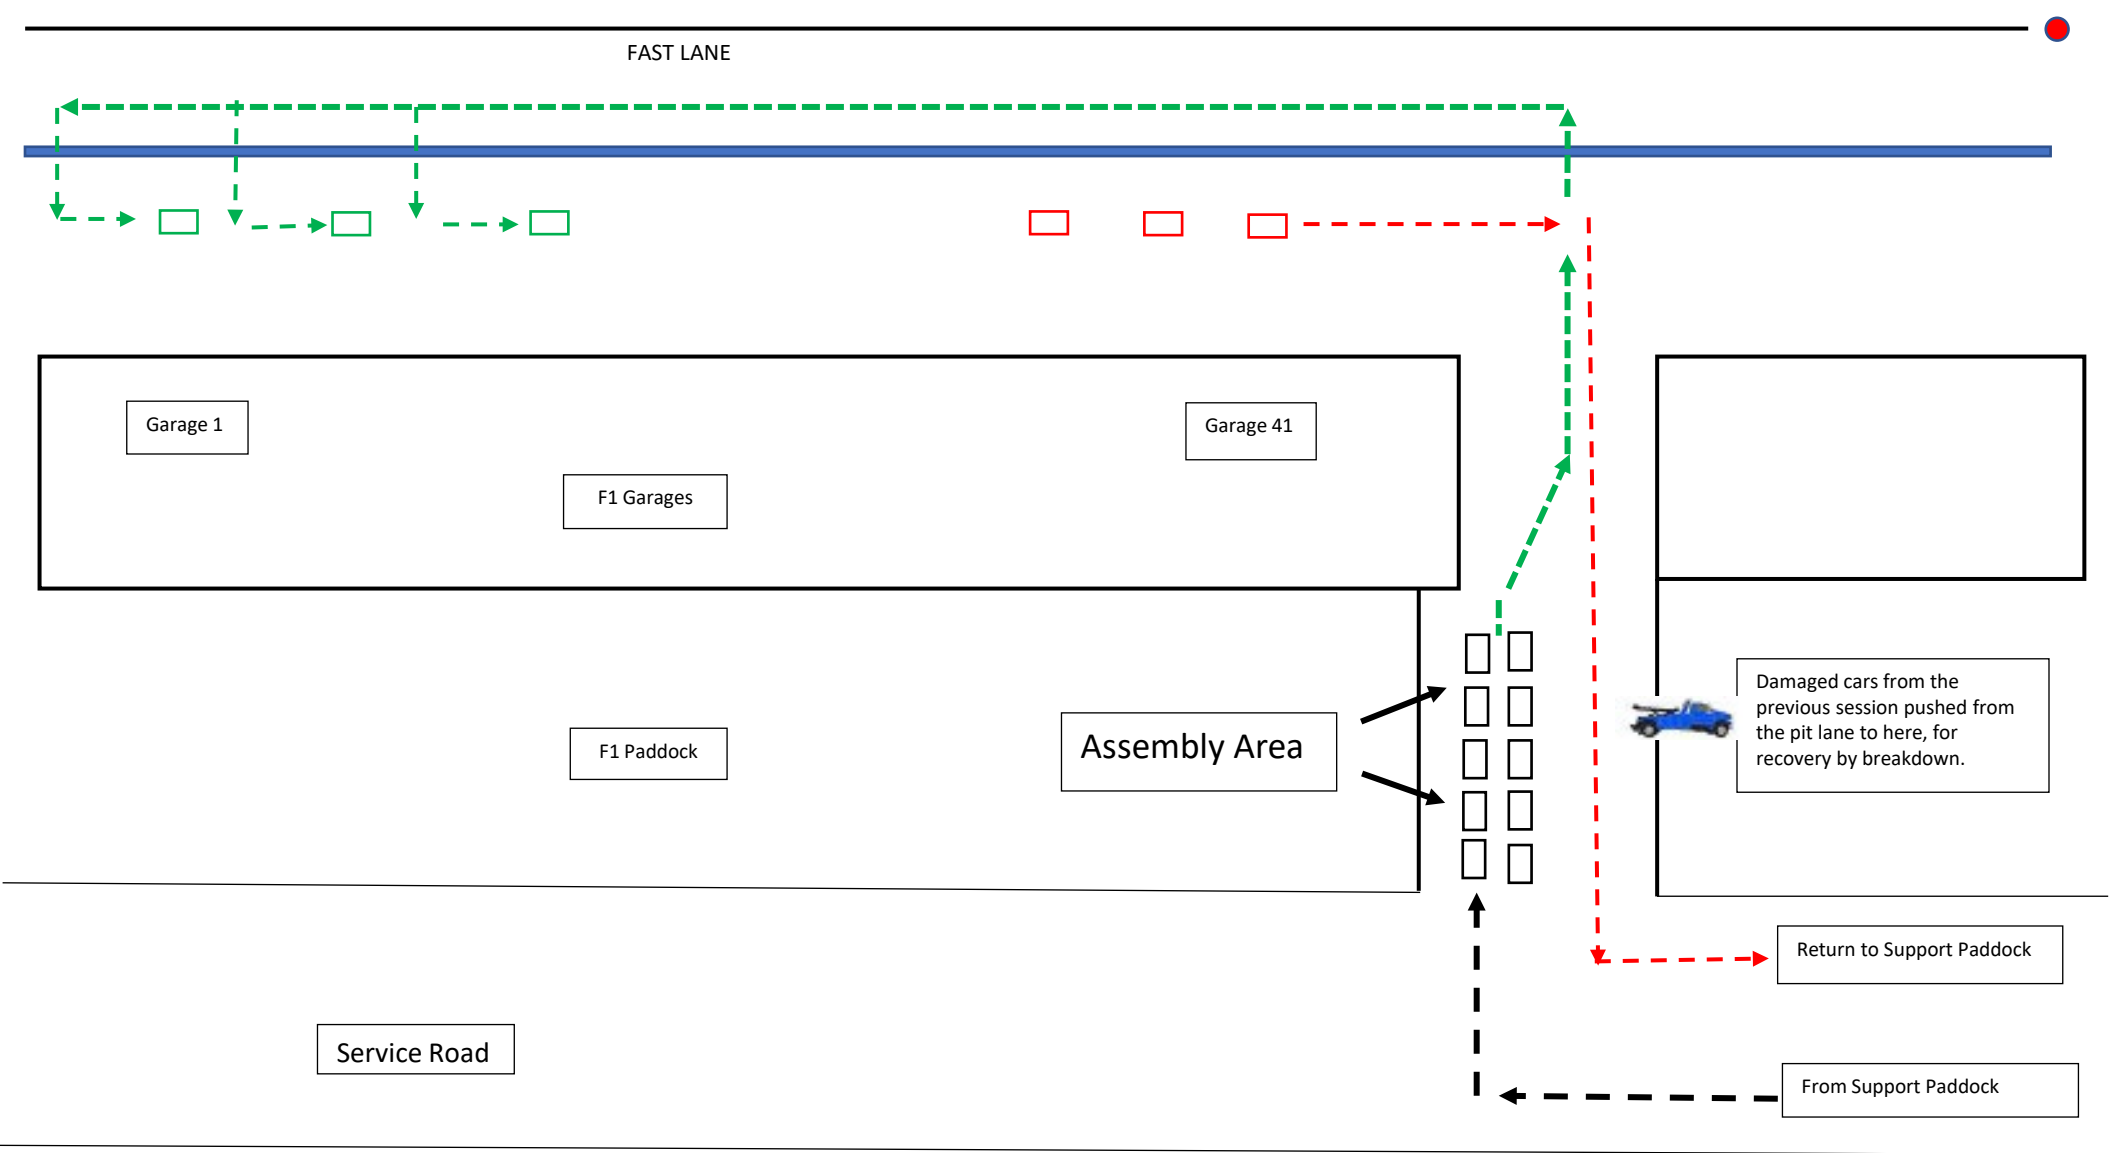 FAST LANE
Garage 1
Garage 41
F1 Garages
Damaged cars from the
previous session pushed from
the pit lane to here, for
recovery by breakdown.
Assembly Area
F1 Paddock
Return to Support Paddock
Service Road
From Support Paddock